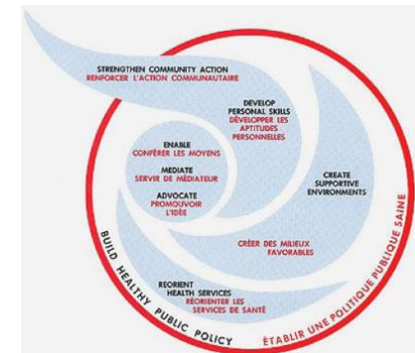 STRENGTHEN COMMUNITY ACTION
RENFORCER L'ACTION COMMUNAUTAIRE
DEVELOP
PERSONAL SKILLS
DÉVELOPPER LES
APTITUDES
PERSONNELLES
ENABLE
CONFÉRER LES MOYENS
MEDIATE
SERVIR DE MÉDIATEUR
ADVOCATE
PROMOUVOIR
L'IDÉE
CREATE
SUPPORTIVE
ENVIRONMENTS
CRÉER DES MILIEUX
FAVORABLES
REORIENT
HEALTH SERVICES
RÉORIENTER LES
SERVICES DE SANTÉ
BUILD HEALTHY PUBLIC POLICY
ÉTABLIR UNE POLITIQUE PUBLIQUE SAINE